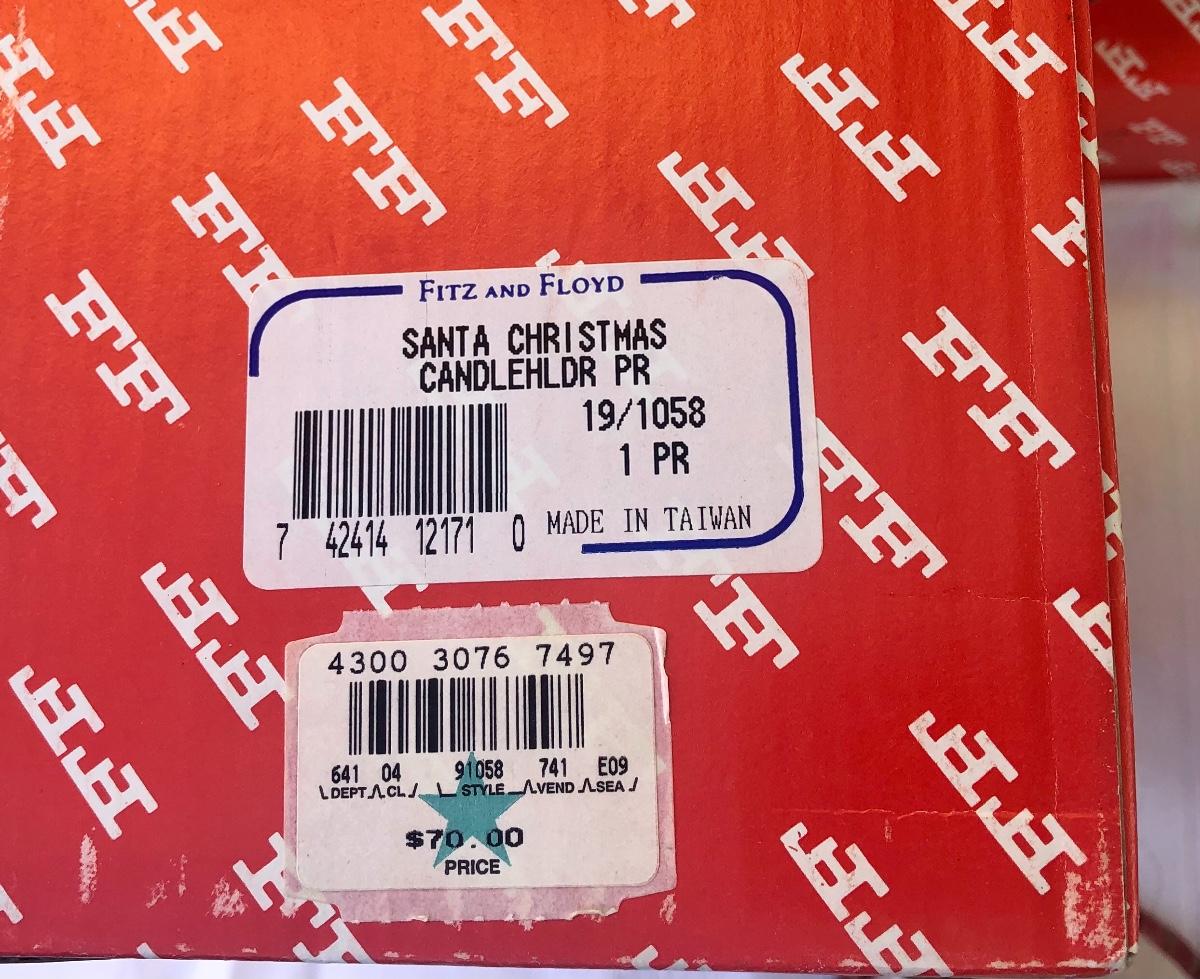 FITZ AND FLOYD
SANTA CHRISTMAS
CANDLEHLDR PR
19/1058
1 PR
7 42414 12171 0
MADE IN TAIWAN
4300 3076 7497
641 04 91058 741 E09
DEPT CL STYLE VEND SEA
$70.00
PRICE